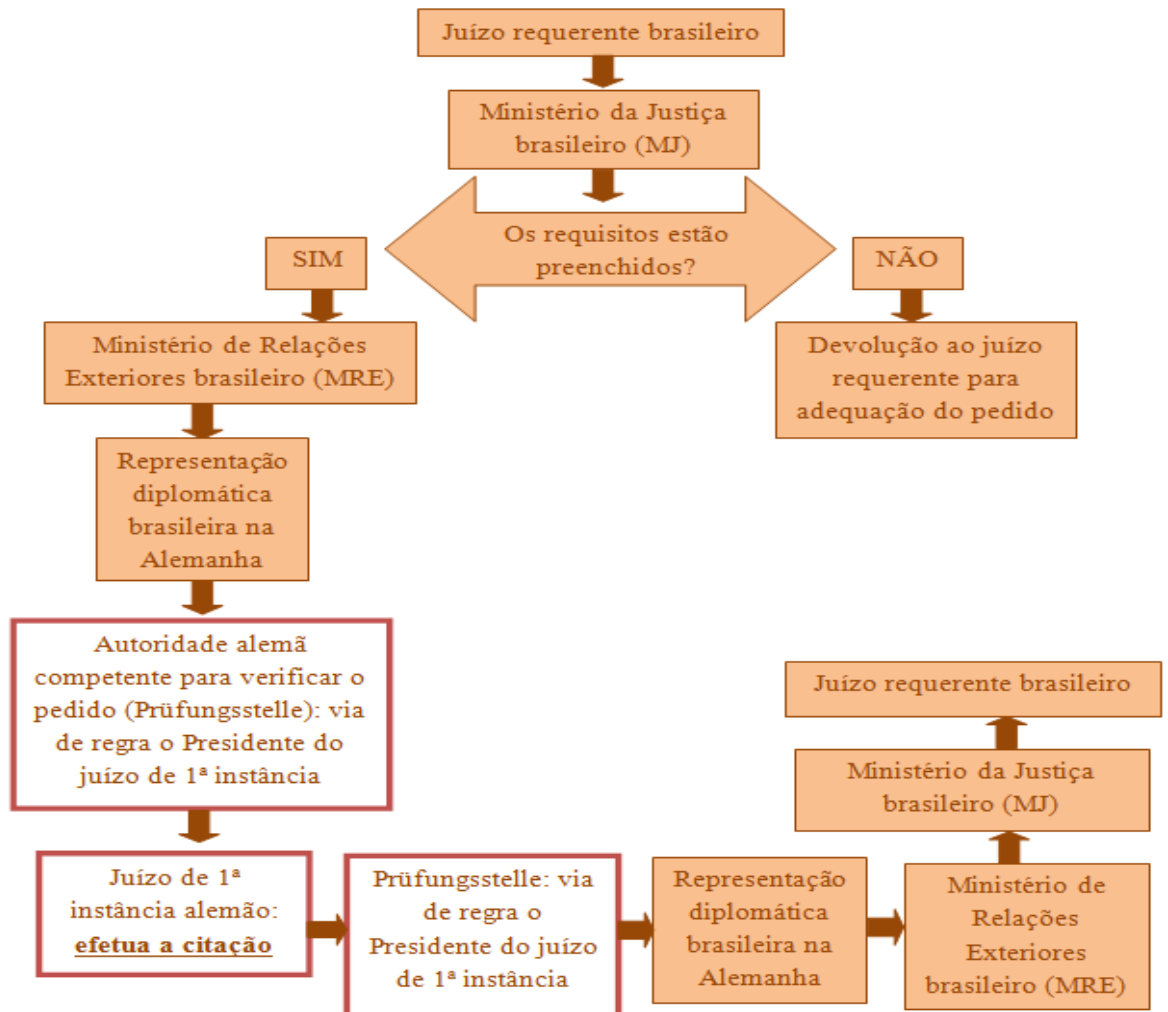 Juízo requerente brasileiro
Ministério da Justiça
brasileiro (MJ)
Os requisitos estão
preenchidos?
SIM
NÃO
Ministério de Relações
Exteriores brasileiro (MRE)
Devolução ao juízo
requerente para
adequação do pedido
Representação
diplomática
brasileira na
Alemanha
Autoridade alemã
competente para verificar o
pedido (Prüfungsstelle): via
de regra o Presidente do
juízo de 1ª instância
Juízo de 1ª
instância alemão:
efetua a citação
Prüfungsstelle: via
de regra o
Presidente do juízo
de 1ª instância
Representação
diplomática
brasileira na
Alemanha
Ministério de
Relações
Exteriores
brasileiro (MRE)
Ministério da Justiça
brasileiro (MJ)
Juízo requerente brasileiro